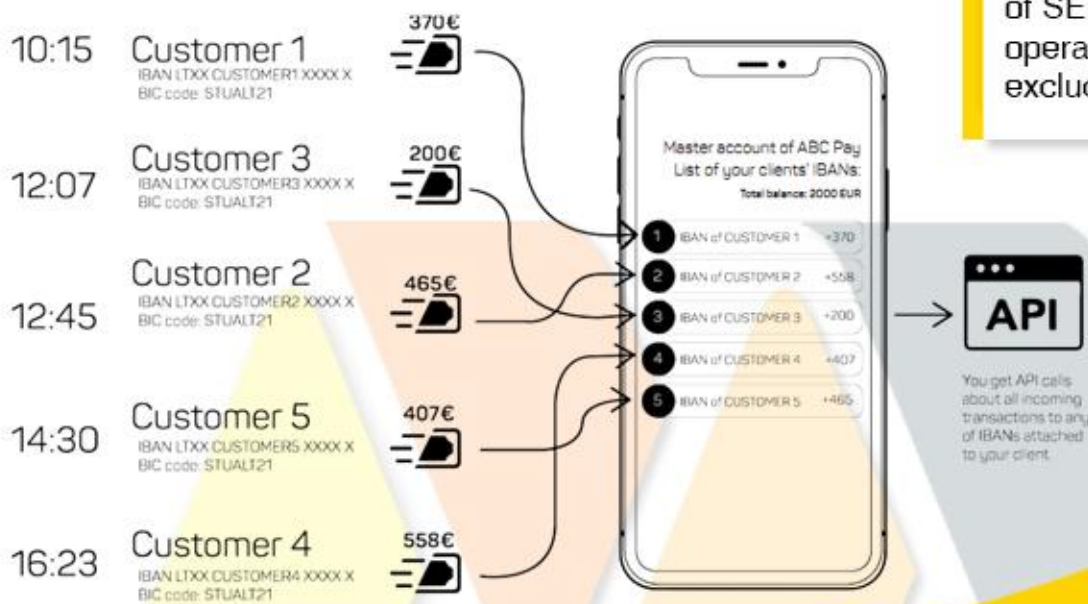 of SE
opera
exclud
10:15
Customer 1
IBAN LTXX CUSTOMER1 XXXX X
BIC code: STUALT21
370€
12:07
Customer 3
IBAN LTXX CUSTOMER3 XXXX X
BIC code: STUALT21
200€
12:45
Customer 2
IBAN LTXX CUSTOMER2 XXXX X
BIC code: STUALT21
465€
14:30
Customer 5
IBAN LTXX CUSTOMER5 XXXX X
BIC code: STUALT21
407€
16:23
Customer 4
IBAN LTXX CUSTOMER4 XXXX X
BIC code: STUALT21
558€
Master account of ABC Pay
List of your clients' IBANs:
Total balance: 2000 EUR
1 IBAN of CUSTOMER 1 +370
2 IBAN of CUSTOMER 2 +558
3 IBAN of CUSTOMER 3 +200
4 IBAN of CUSTOMER 4 +407
5 IBAN of CUSTOMER 5 +465
API
You get API calls
about all incoming
transactions to any
of IBANs attached
to your client